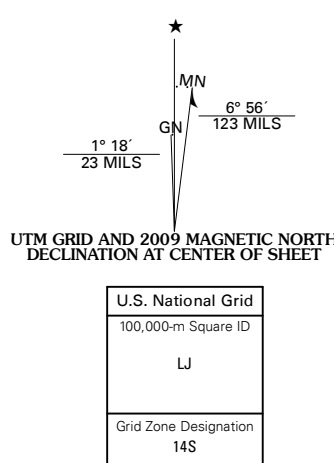 ★
MN
GN
6° 56´
123 MILS
1° 18´
23 MILS
UTM GRID AND 2009 MAGNETIC NORTH
DECLINATION AT CENTER OF SHEET
U.S. National Grid
100,000-m Square ID
LJ
Grid Zone Designation
14S